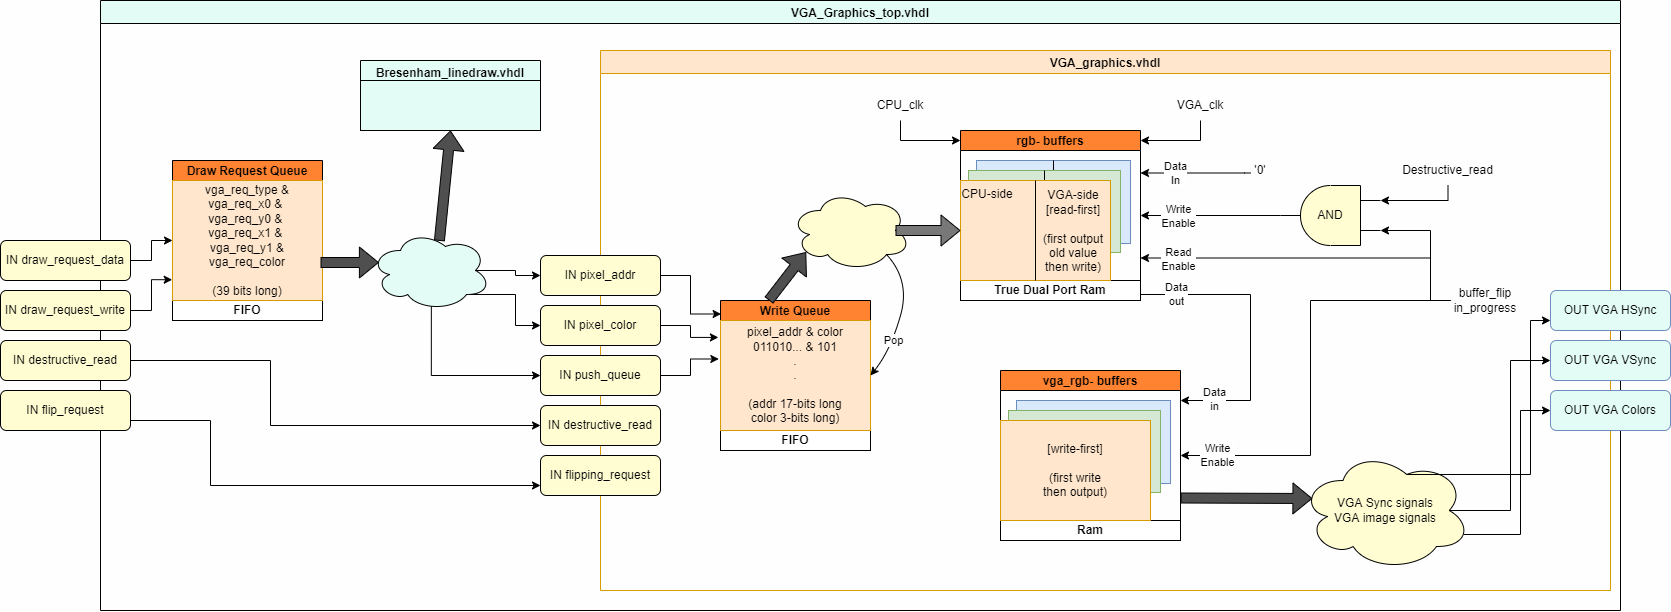 VGA_Graphics_top.vhdl
VGA_graphics.vhdl
Bresenham_linedraw.vhdl
Draw Request Queue
vga_req_type &
vga_req_x0 &
vga_req_y0 &
vga_req_x1 &
vga_req_y1 &
vga_req_color
(39 bits long)
FIFO
IN draw_request_data
IN draw_request_write
IN destructive_read
IN flip_request
IN pixel_addr
IN pixel_color
IN push_queue
IN destructive_read
IN flipping_request
Write Queue
pixel_addr & color
011010... & 101
.
.
(addr 17-bits long
color 3-bits long)
FIFO
Pop
CPU_clk
VGA_clk
rgb- buffers
CPU-side
VGA-side
[read-first]
(first output
old value
then write)
True Dual Port Ram
Data
In
'0'
Write
Enable
Read
Enable
Data
out
AND
Destructive_read
buffer_flip
in_progress
vga_rgb- buffers
[write-first]
(first write
then output)
Ram
Data
in
Write
Enable
VGA Sync signals
VGA image signals
OUT VGA HSync
OUT VGA VSync
OUT VGA Colors